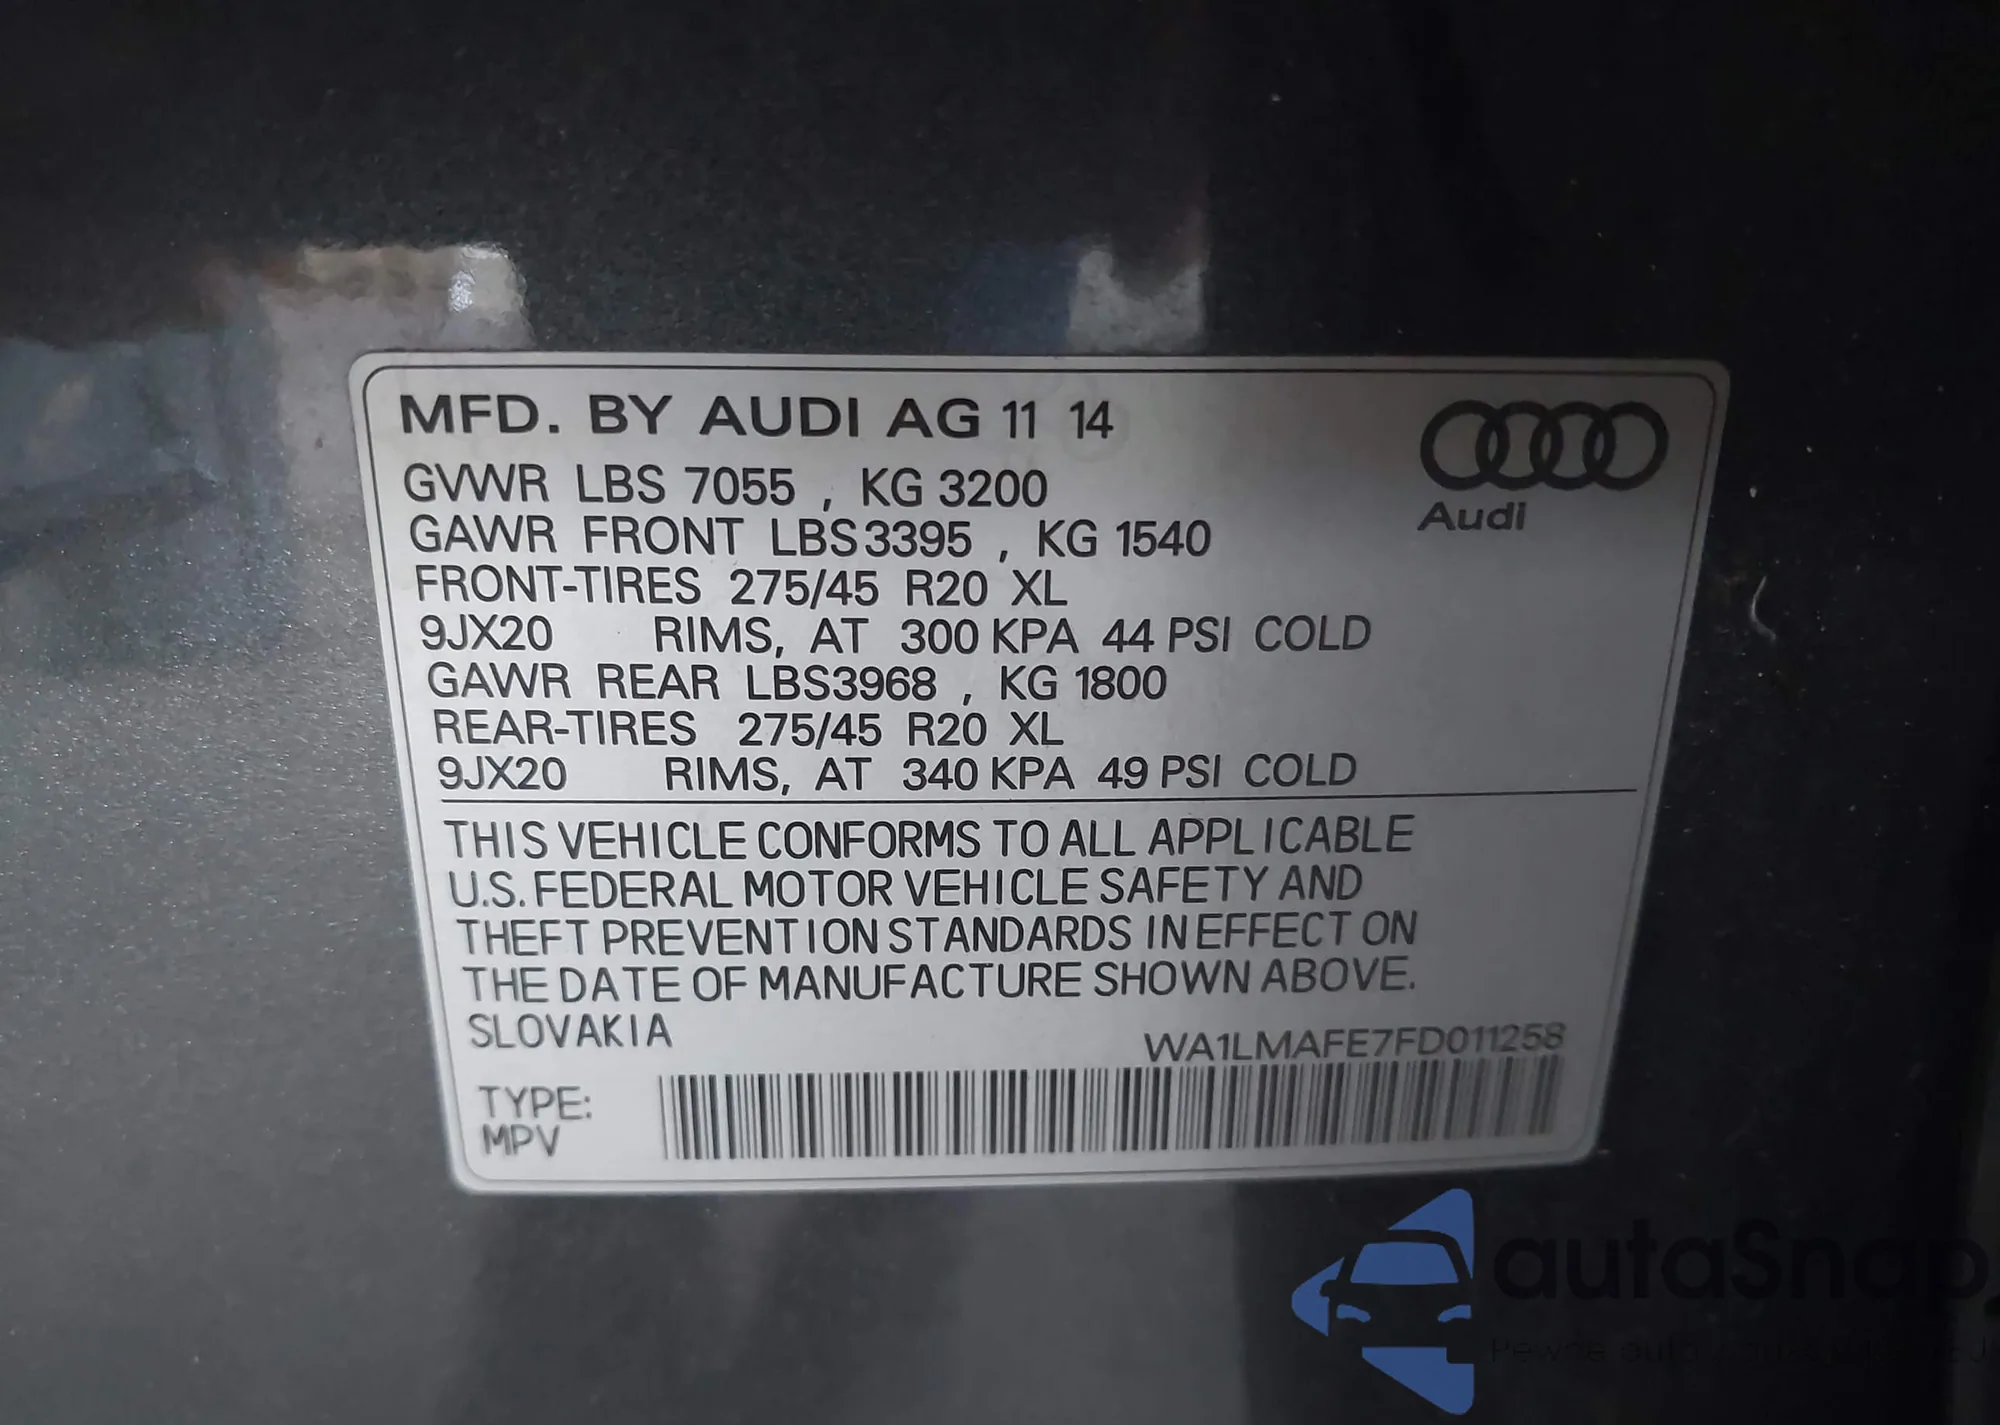 MFD. BY AUDI AG 11 14
GVWR LBS 7055 , KG 3200
GAWR FRONT LBS3395 , KG 1540
FRONT-TIRES 275/45 R20 XL
9JX20 RIMS, AT 300 KPA 44 PSI COLD
GAWR REAR LBS3968 , KG 1800
REAR-TIRES 275/45 R20 XL
9JX20 RIMS, AT 340 KPA 49 PSI COLD
Audi
THIS VEHICLE CONFORMS TO ALL APPLICABLE
U.S. FEDERAL MOTOR VEHICLE SAFETY AND
THEFT PREVENTION STANDARDS IN EFFECT ON
THE DATE OF MANUFACTURE SHOWN ABOVE.
SLOVAKIA
WA1LMAFE7FD011258
TYPE:
MPV
autaSnap
Pewne auto